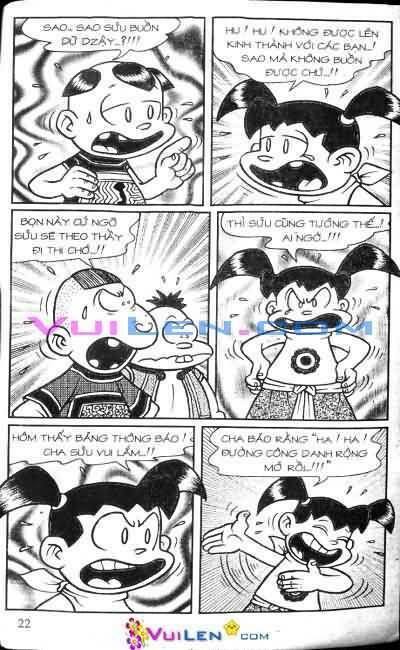 SAO.. SAO SỬU BUỒN
DỮ DZẬY..?!!!
HU! HU! KHÔNG ĐƯỢC LÊN
KINH THÀNH VỚI CÁC BẠN..!
SAO MÀ KHÔNG BUỒN
ĐƯỢC CHỨ..!!!
BỌN NÀY CỨ NGỠ
SỬU SẼ THEO THẦY
ĐI THI CHỚ..!!!
THÌ SỬU CŨNG TƯỞNG THẾ..!
AI NGỜ..!!!
VUILEN.COM
HÔM THẤY BẢNG THÔNG BÁO!
CHA SỬU VUI LẮM..!!
CHA BẢO RẰNG "HA! HA!
ĐƯỜNG CÔNG DANH RỘNG
MỞ RỒI..!!!"
22
VUILEN.COM